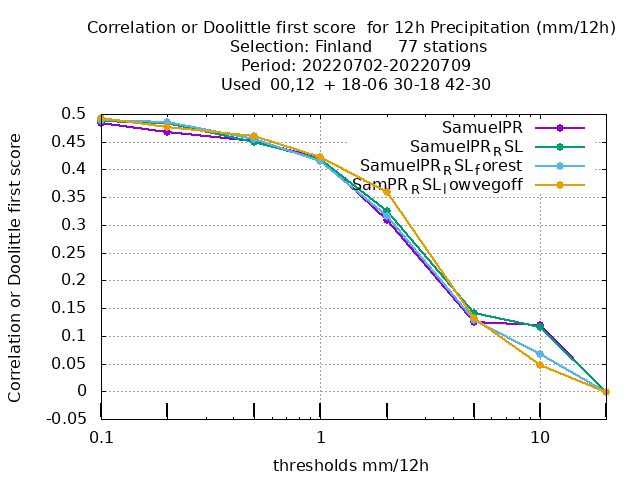 Correlation or Doolittle first score  for 12h Precipitation (mm/12h)
Selection: Finland     77 stations
Period: 20220702-20220709
Used  00,12  + 18-06 30-18 42-30
SamuelPR
SamuelPR_RSL
SamuelPR_RSL_forest
SamPR_RSL_lowvegoff
Correlation or Doolittle first score
0.5
0.45
0.4
0.35
0.3
0.25
0.2
0.15
0.1
0.05
0
-0.05
0.1 1 10
thresholds mm/12h